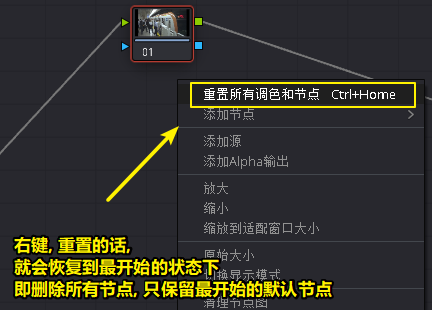 01
重置所有调色和节点 Ctrl+Home
添加节点
添加源
添加Alpha输出
放大
缩小
缩放到适配窗口大小
原始大小
切换显示模式
清理节点图
右键, 重置的话,
就会恢复到最开始的状态下
即删除所有节点, 只保留最开始的默认节点